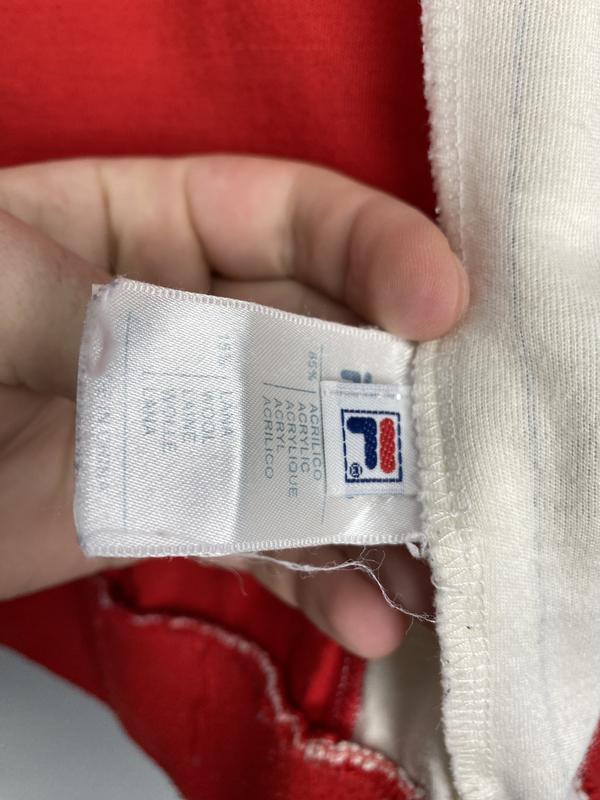 F
®
85% ACRILICO
ACRYLIC
ACRYLIQUE
ACRYL
ACRILICO
15% LANA
WOOL
LAINE
WOLLE
LANA